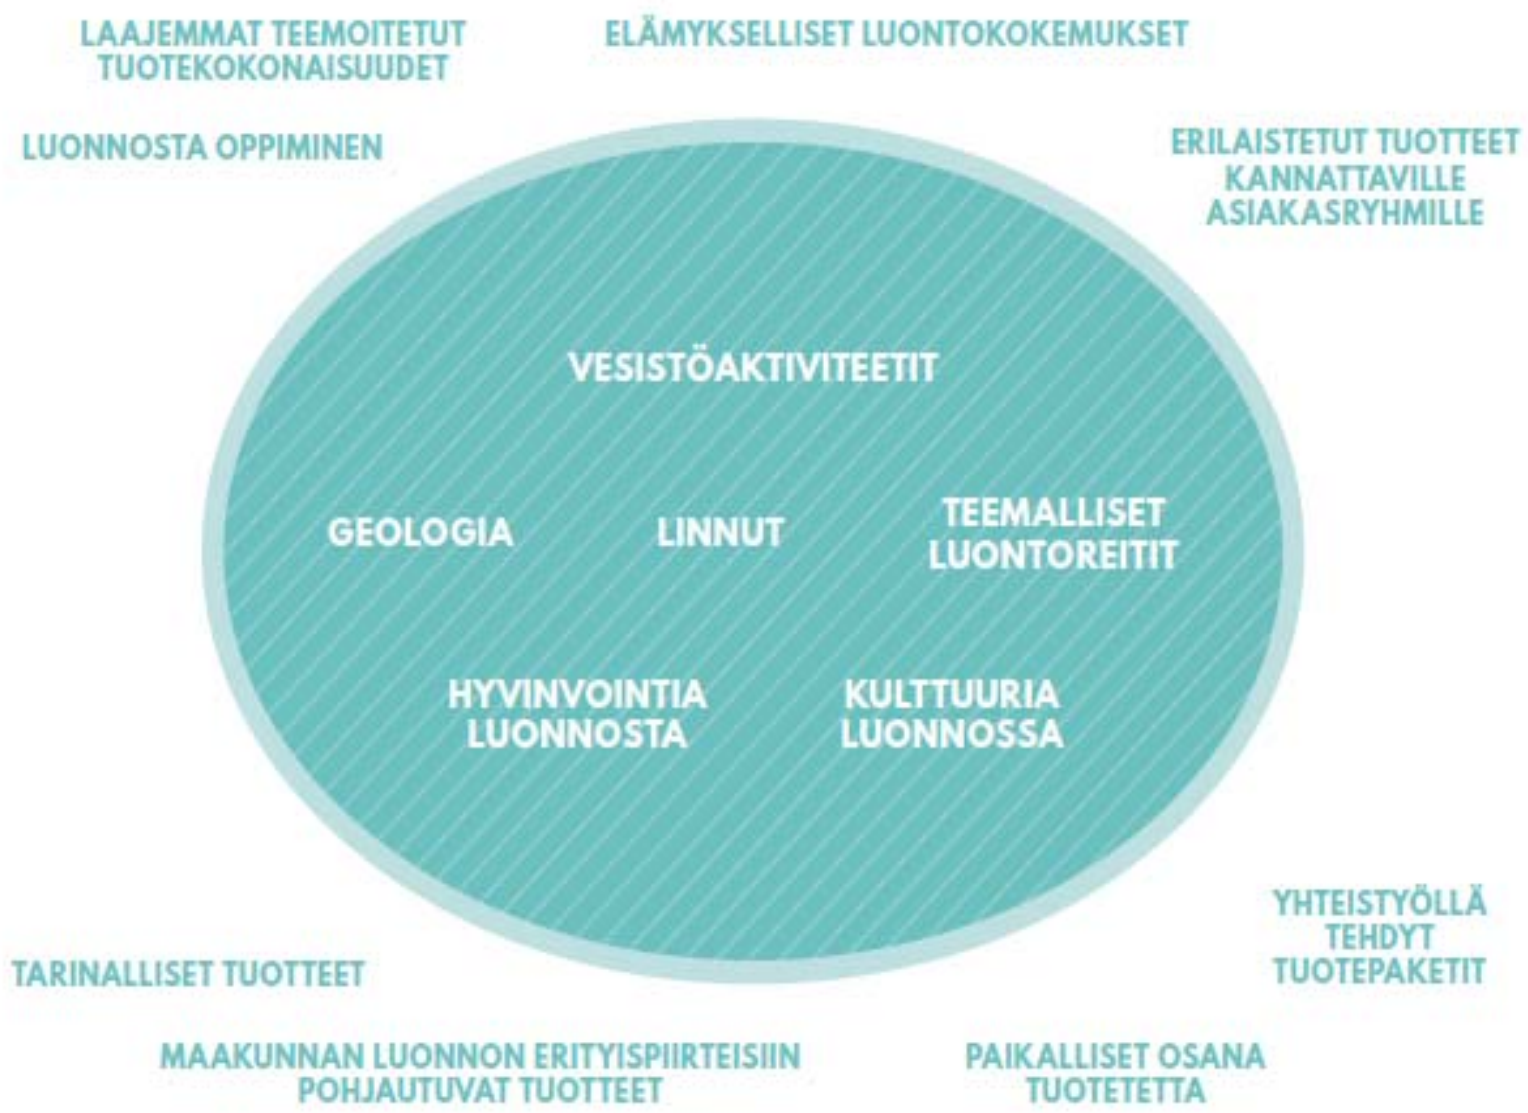 LAAJEMMAT TEEMOITETUT
TUOTEKOKONAISUUDET
ELÄMYKSELLISET LUONTOKOKEMUKSET
LUONNOSTA OPPIMINEN
ERILAISTETUT TUOTTEET
KANNATTAVILLE
ASIAKASRYHMILLE
VESISTÖAKTIVITEETIT
GEOLOGIA
LINNUT
TEEMALLISET
LUONTOREITIT
HYVINVOINTIA
LUONNOSTA
KULTTUURIA
LUONNOSSA
YHTEISTYÖLLÄ
TEHDYT
TUOTEPAKETIT
TARINALLISET TUOTTEET
MAAKUNNAN LUONNON ERITYISPIIRTEISIIN
POHJAUTUVAT TUOTTEET
PAIKALLISET OSANA
TUOTETETTA